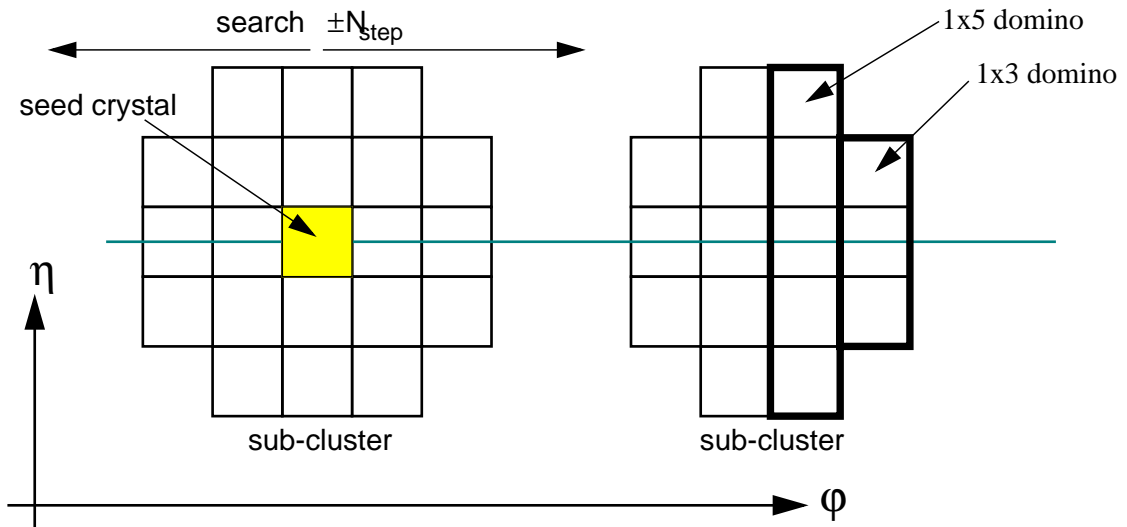 search ±Nstep
1x5 domino
1x3 domino
seed crystal
η
sub-cluster
sub-cluster
φ